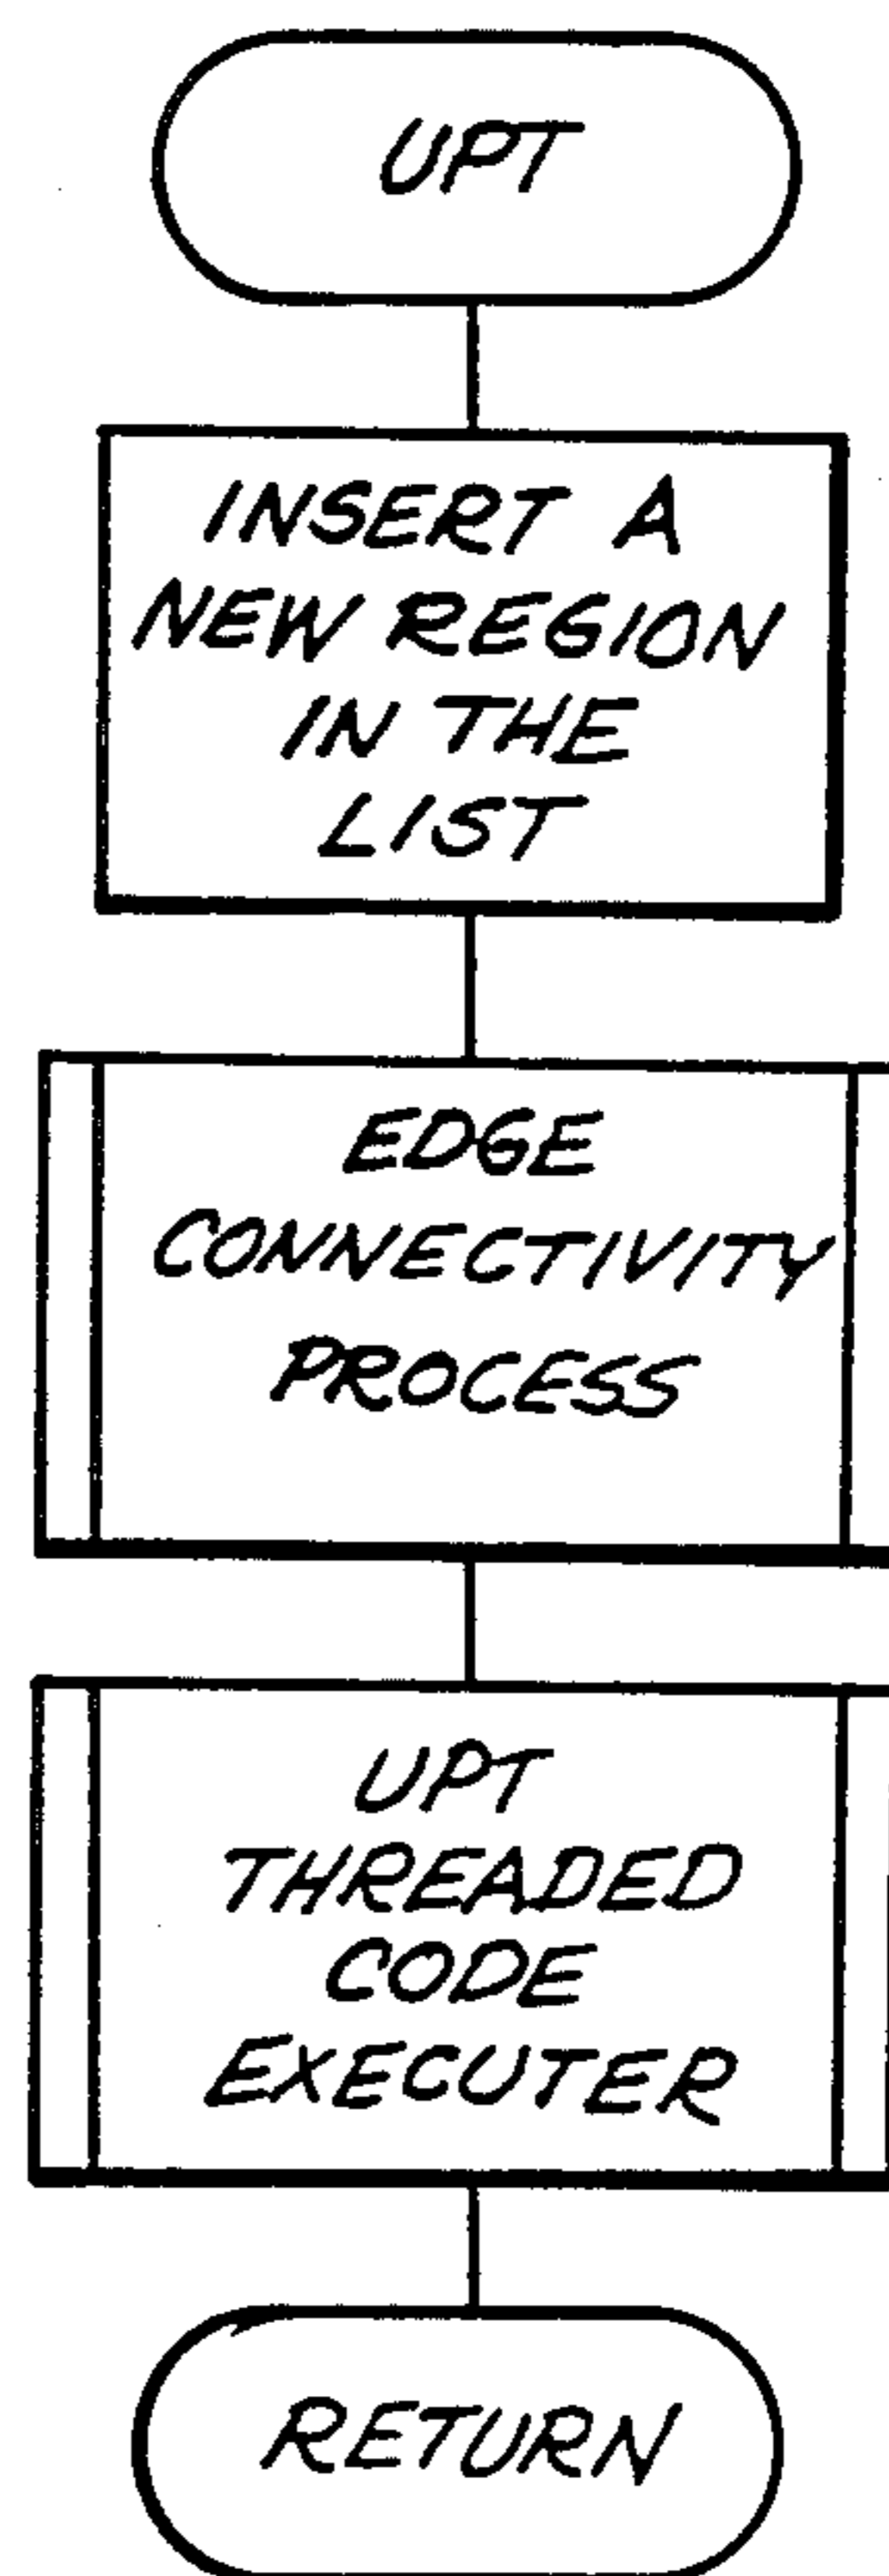 UPT
INSERT A
NEW REGION
IN THE
LIST
EDGE
CONNECTIVITY
PROCESS
UPT
THREADED
CODE
EXECUTER
RETURN